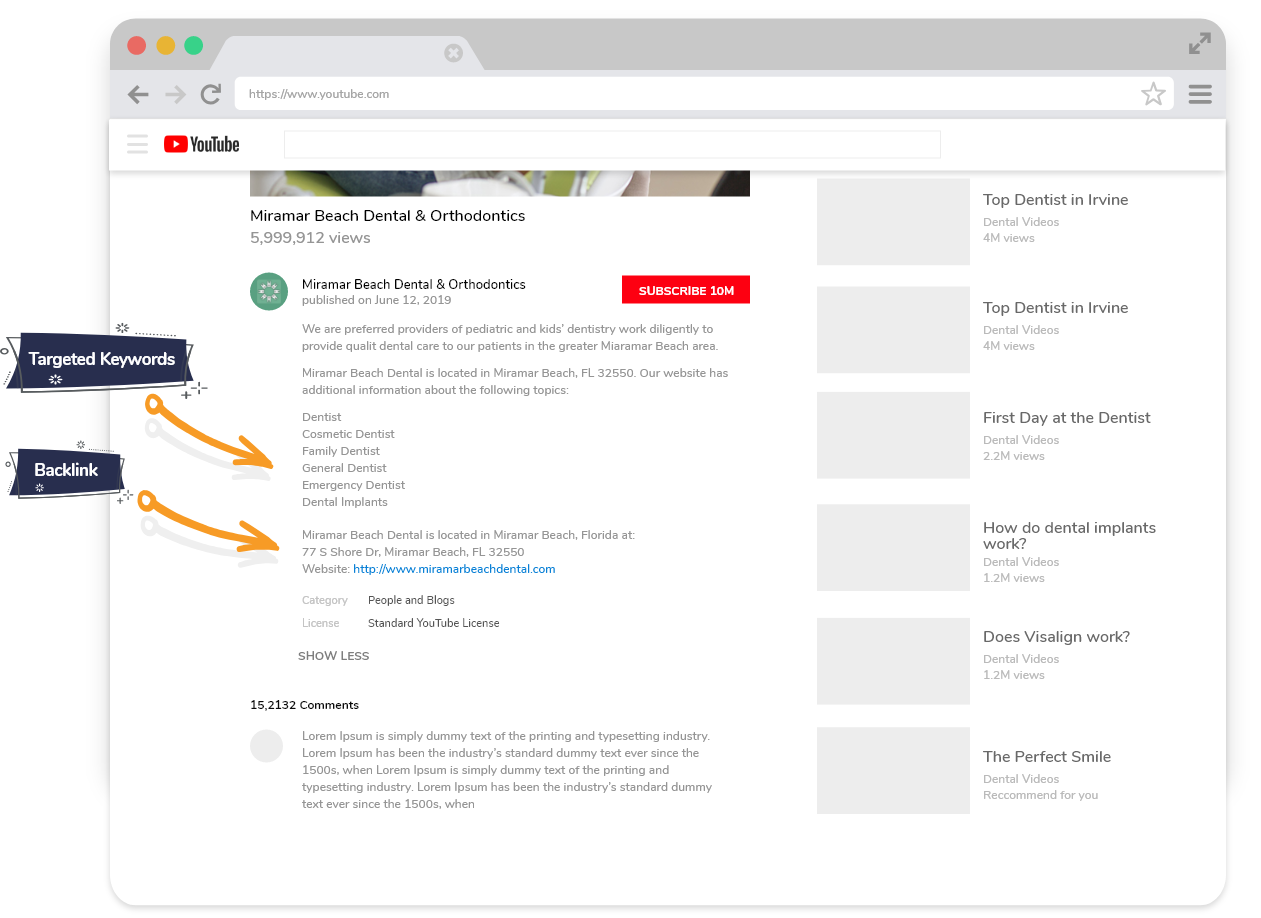 https://www.youtube.com
YouTube
Miramar Beach Dental & Orthodontics
5,999,912 views
Miramar Beach Dental & Orthodontics
published on June 12, 2019
SUBSCRIBE 10M
We are preferred providers of pediatric and kids’ dentistry work diligently to
provide qualit dental care to our patients in the greater Miaramar Beach area.
Miramar Beach Dental is located in Miramar Beach, FL 32550. Our website has
additional information about the following topics:
Targeted Keywords
Dentist
Cosmetic Dentist
Family Dentist
General Dentist
Emergency Dentist
Dental Implants
Backlink
Miramar Beach Dental is located in Miramar Beach, Florida at:
77 S Shore Dr, Miramar Beach, FL 32550
Website: http://www.miramarbeachdental.com
Category People and Blogs
License Standard YouTube License
SHOW LESS
15,2132 Comments
Lorem Ipsum is simply dummy text of the printing and typesetting industry.
Lorem Ipsum has been the industry’s standard dummy text ever since the
1500s, when Lorem Ipsum is simply dummy text of the printing and
typesetting industry. Lorem Ipsum has been the industry’s standard dummy
text ever since the 1500s, when
Top Dentist in Irvine
Dental Videos
4M views
Top Dentist in Irvine
Dental Videos
4M views
First Day at the Dentist
Dental Videos
2.2M views
How do dental implants
work?
Dental Videos
1.2M views
Does Visalign work?
Dental Videos
1.2M views
The Perfect Smile
Dental Videos
Reccommend for you